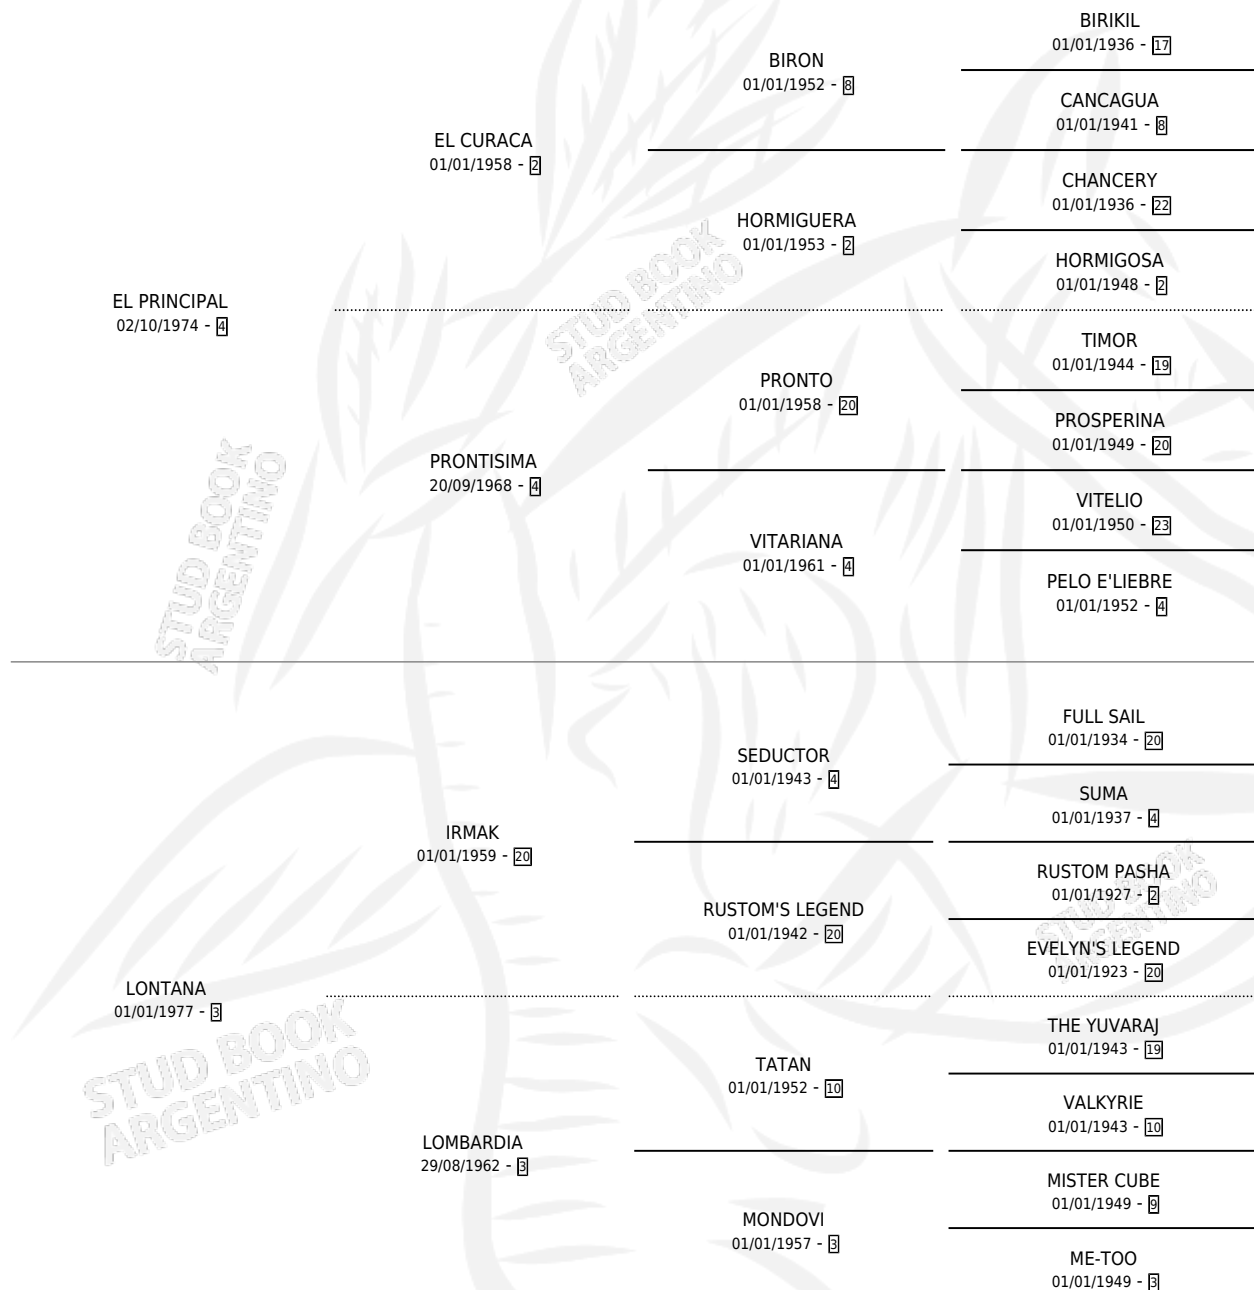 BIRIKIL
01/01/1936 - 17
BIRON
01/01/1952 - 8
CANCAGUA
01/01/1941 - 8
EL CURACA
01/01/1958 - 2
CHANCERY
01/01/1936 - 22
HORMIGUERA
01/01/1953 - 2
HORMIGOSA
01/01/1948 - 2
EL PRINCIPAL
02/10/1974 - 4
TIMOR
01/01/1944 - 19
PRONTO
01/01/1958 - 20
PROSPERINA
01/01/1949 - 20
PRONTISIMA
20/09/1968 - 4
VITELIO
01/01/1950 - 23
VITARIANA
01/01/1961 - 4
PELO E'LIEBRE
01/01/1952 - 4
STUD BOOK
ARGENTINO
STUD BOOK
ARGENTINO
FULL SAIL
01/01/1934 - 20
SEDUCTOR
01/01/1943 - 4
SUMA
01/01/1937 - 4
IRMAK
01/01/1959 - 20
RUSTOM PASHA
01/01/1927 - 2
RUSTOM'S LEGEND
01/01/1942 - 20
EVELYN'S LEGEND
01/01/1923 - 20
LONTANA
01/01/1977 - 3
THE YUVARAJ
01/01/1943 - 19
TATAN
01/01/1952 - 10
VALKYRIE
01/01/1943 - 10
LOMBARDIA
29/08/1962 - 3
MISTER CUBE
01/01/1949 - 9
MONDOVI
01/01/1957 - 3
ME-TOO
01/01/1949 - 3
STUD BOOK
ARGENTINO
STUD BOOK
ARGENTINO